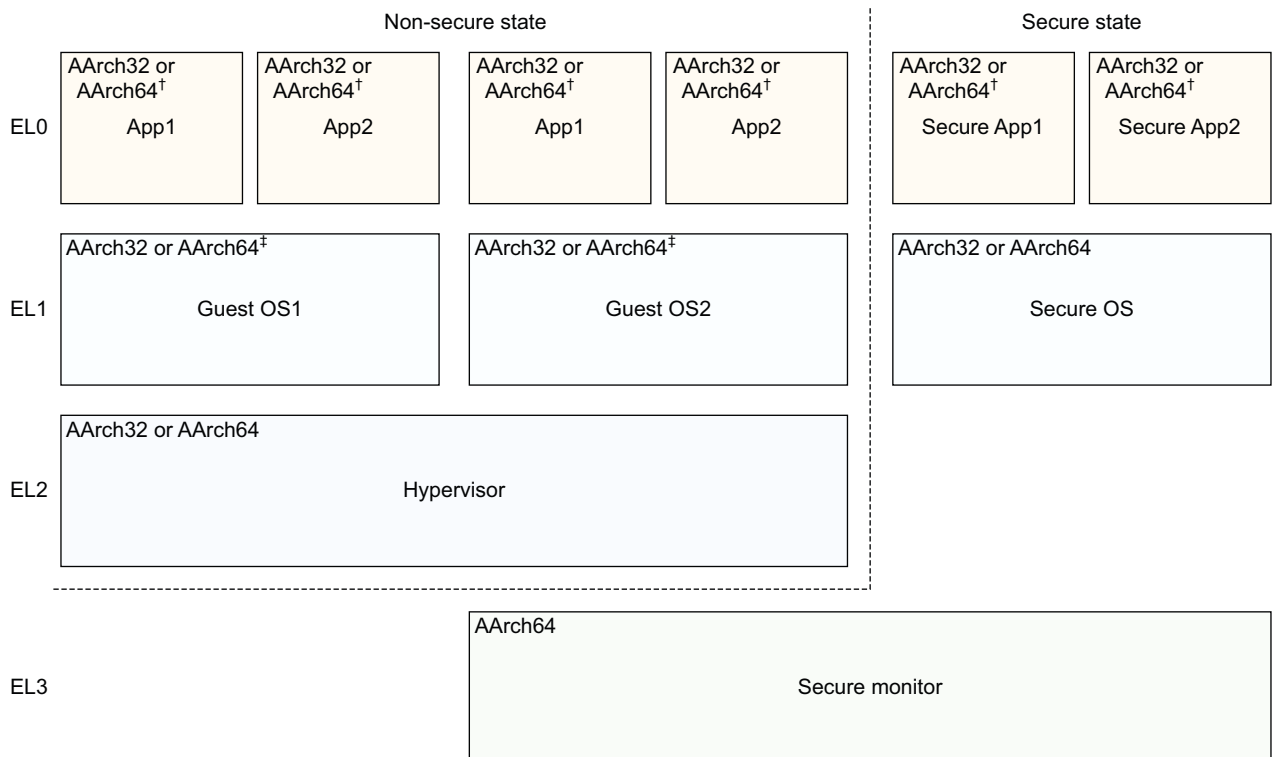 Non-secure state
Secure state
AArch32 or
AArch64†
App1
AArch32 or
AArch64†
App2
AArch32 or
AArch64†
App1
AArch32 or
AArch64†
App2
AArch32 or
AArch64†
Secure App1
AArch32 or
AArch64†
Secure App2
EL0
AArch32 or AArch64‡
Guest OS1
AArch32 or AArch64‡
Guest OS2
AArch32 or AArch64
Secure OS
EL1
AArch32 or AArch64
Hypervisor
EL2
AArch64
Secure monitor
EL3